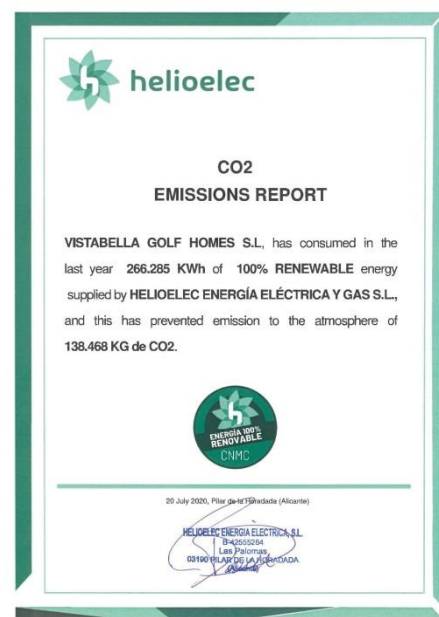 helioelec
CO2
EMISSIONS REPORT
VISTABELLA GOLF HOMES S.L, has consumed in the
last year 266.285 KWh of 100% RENEWABLE energy
supplied by HELIOELEC ENERGÍA ELÉCTRICA Y GAS S.L.,
and this has prevented emission to the atmosphere of
138.468 KG de CO2.
ENERGÍA 100%
RENOVABLE
CNMC
20 July 2020, Pilar de la Horadada (Alicante)
HELIOELEC ENERGIA ELECTRICA, S.L.
B-42555284
Las Palomas
03190 PILAR DE LA HORADADA
(Alicante)